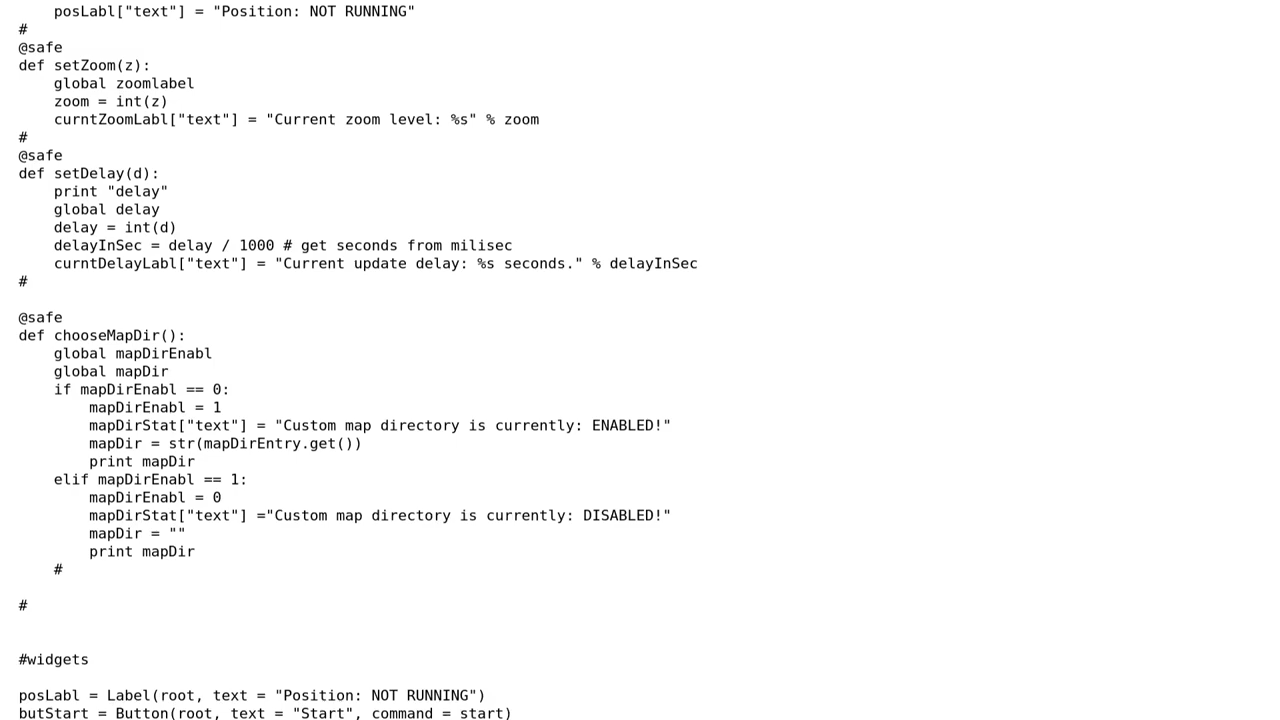 posLabl["text"] = "Position: NOT RUNNING"
#
@safe
def setZoom(z):
    global zoomlabel
    zoom = int(z)
    curntZoomLabl["text"] = "Current zoom level: %s" % zoom
#
@safe
def setDelay(d):
    print "delay"
    global delay
    delay = int(d)
    delayInSec = delay / 1000 # get seconds from milisec
    curntDelayLabl["text"] = "Current update delay: %s seconds." % delayInSec
#

@safe
def chooseMapDir():
    global mapDirEnabl
    global mapDir
    if mapDirEnabl == 0:
        mapDirEnabl = 1
        mapDirStat["text"] = "Custom map directory is currently: ENABLED!"
        mapDir = str(mapDirEntry.get())
        print mapDir
    elif mapDirEnabl == 1:
        mapDirEnabl = 0
        mapDirStat["text"] ="Custom map directory is currently: DISABLED!"
        mapDir = ""
        print mapDir
    #

#


#widgets

posLabl = Label(root, text = "Position: NOT RUNNING")
butStart = Button(root, text = "Start", command = start)